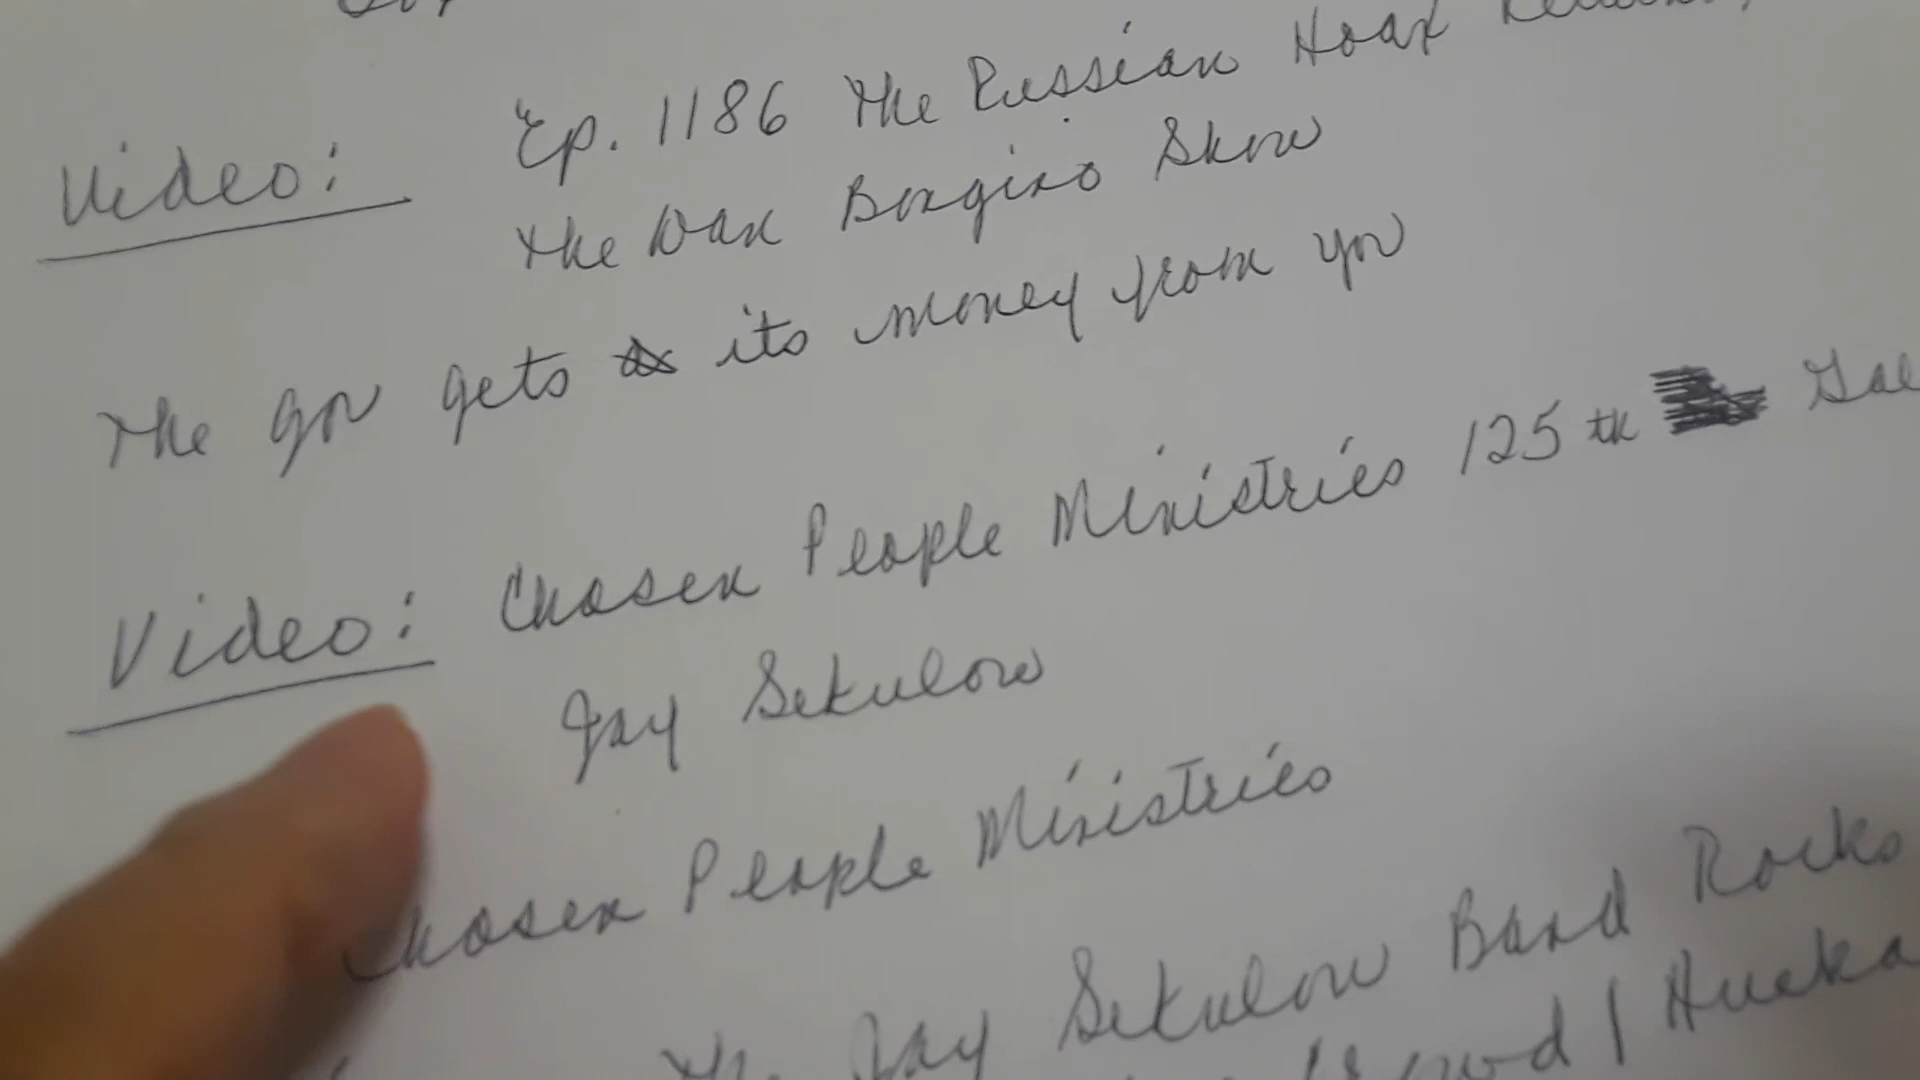 Video: Ep. 1186 The Russian Hoax
The Dan Bongino Show
The gov gets its money from you
Video: Chosen People Ministries 125th
Jay Sekulow
Chosen People Ministries
The Jay Sekulow Band Rocks